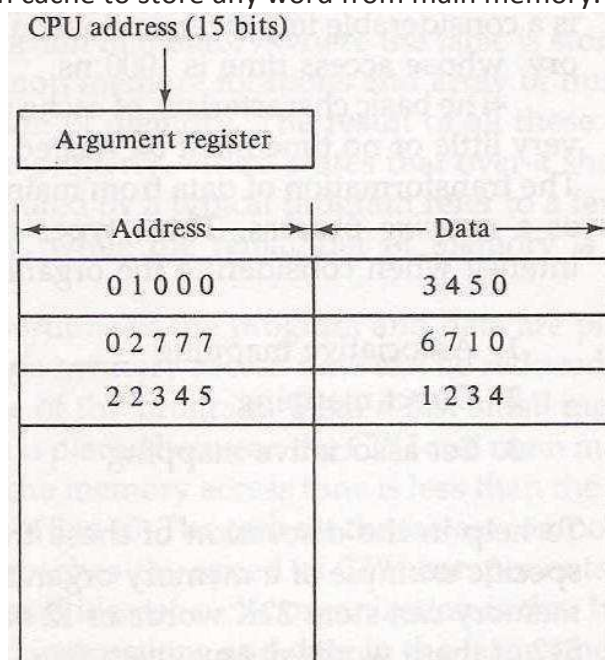 cache to store any word from main memory.
CPU address (15 bits)
Argument register
Address Data
01000 3450
02777 6710
22345 1234